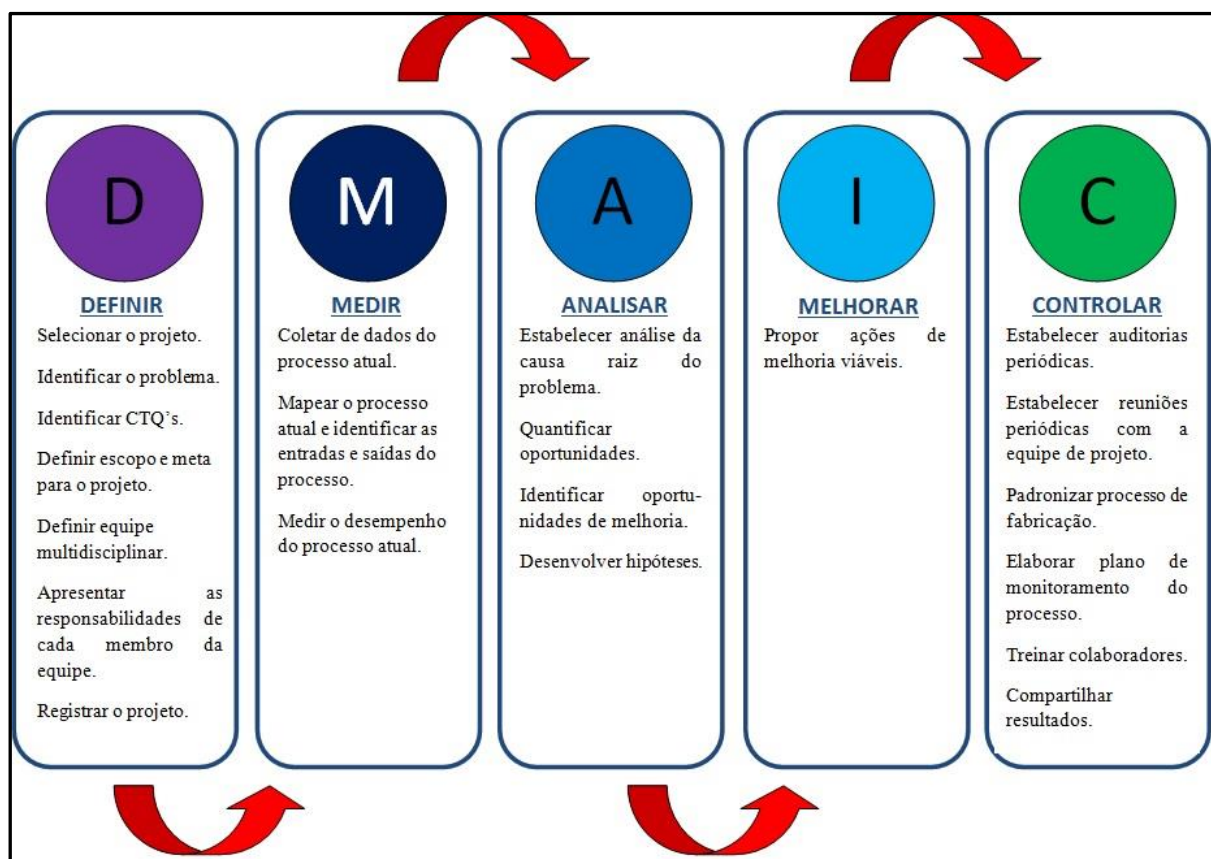 D
DEFINIR
Selecionar o projeto.
Identificar o problema.
Identificar CTQ's.
Definir escopo e meta
para o projeto.
Definir equipe
multidisciplinar.
Apresentar as
responsabilidades de
cada membro da
equipe.
Registrar o projeto.
M
MEDIR
Coletar de dados do
processo atual.
Mapear o processo
atual e identificar as
entradas e saídas do
processo.
Medir o desempenho
do processo atual.
A
ANALISAR
Estabelecer análise da
causa raiz do
problema.
Quantificar
oportunidades.
Identificar oportu-
nidades de melhoria.
Desenvolver hipóteses.
I
MELHORAR
Propor ações de
melhoria viáveis.
C
CONTROLAR
Estabelecer auditorias
periódicas.
Estabelecer reuniões
periódicas com a
equipe de projeto.
Padronizar processo de
fabricação.
Elaborar plano de
monitoramento do
processo.
Treinar colaboradores.
Compartilhar
resultados.